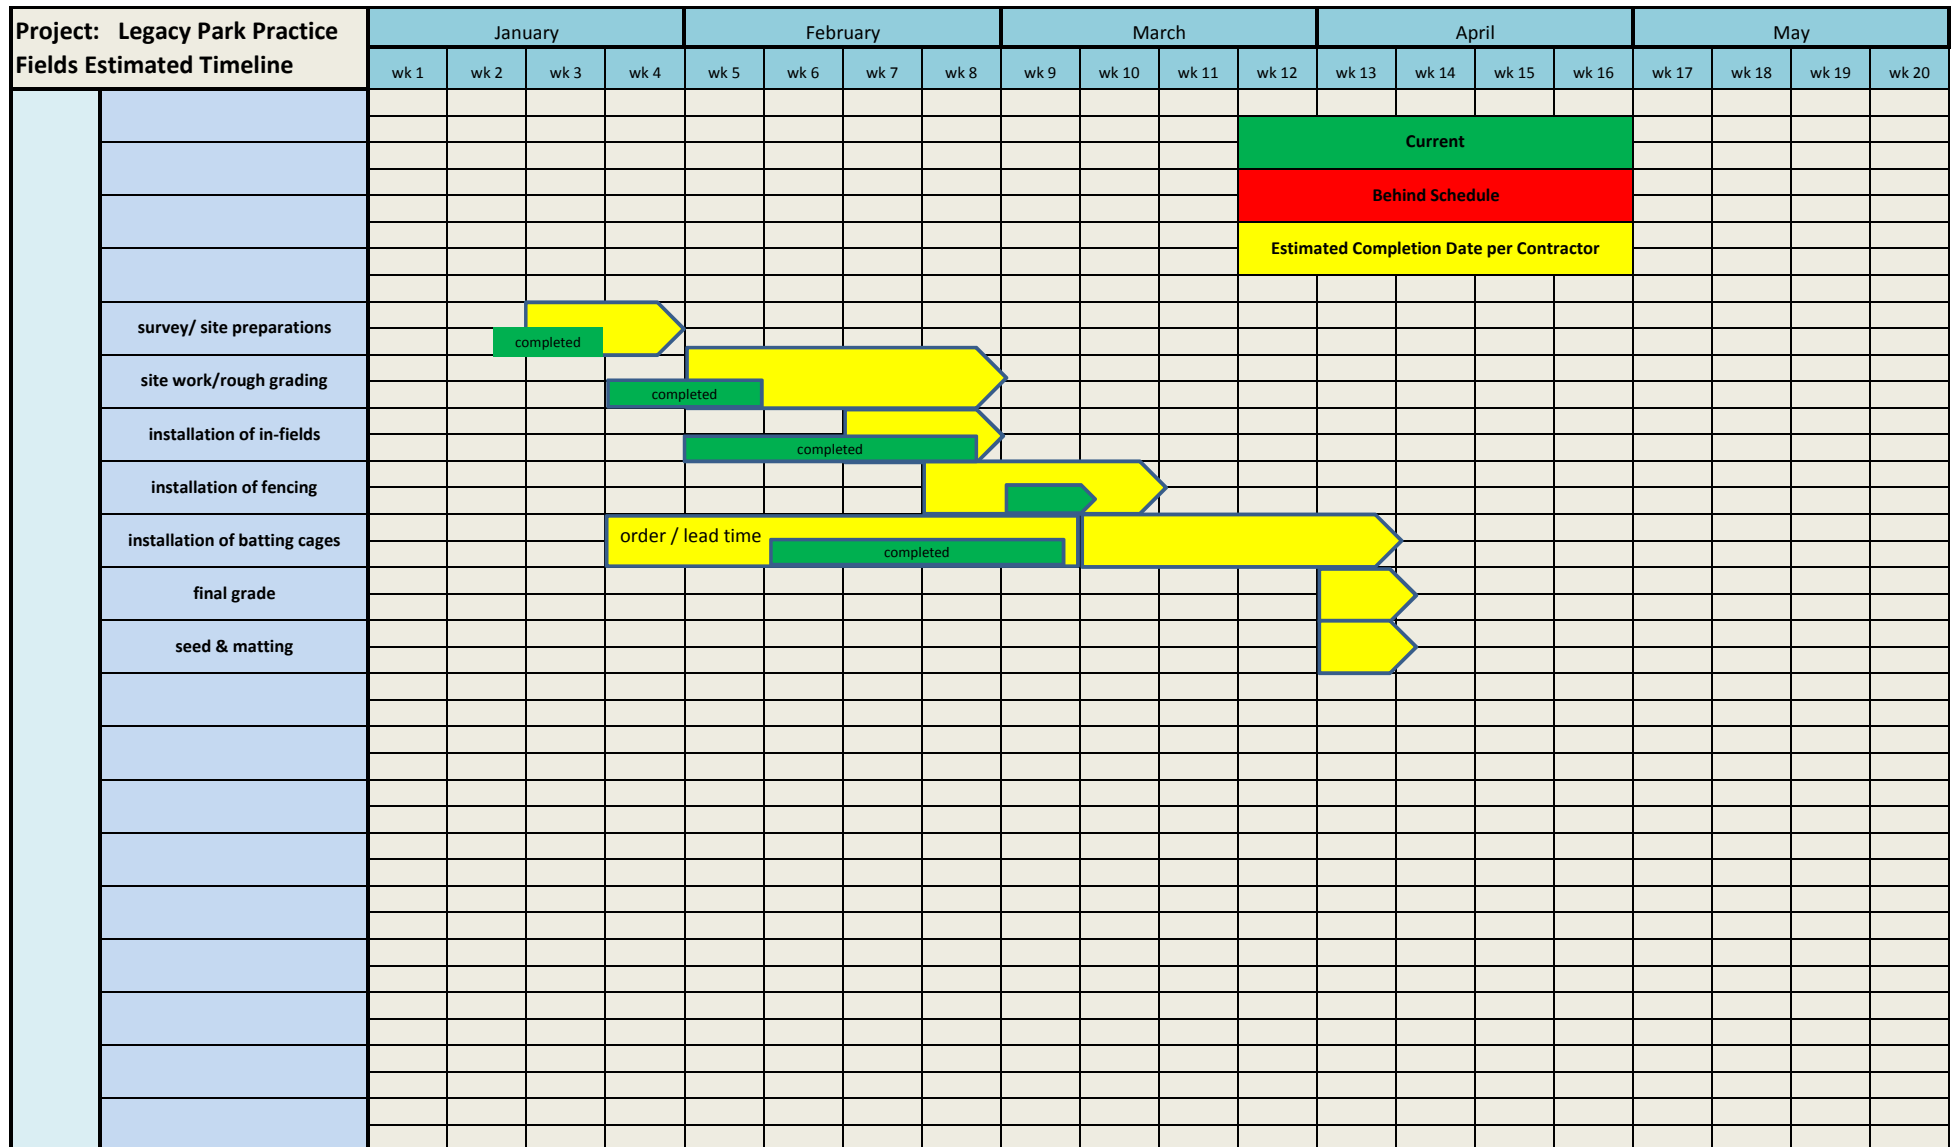 Project:   Legacy Park Practice
Fields Estimated Timeline
January
February
March
April
May
wk 1
wk 2
wk 3
wk 4
wk 5
wk 6
wk 7
wk 8
wk 9
wk 10
wk 11
wk 12
wk 13
wk 14
wk 15
wk 16
wk 17
wk 18
wk 19
wk 20
Current
Behind Schedule
Estimated Completion Date per Contractor
survey/ site preparations
completed
site work/rough grading
completed
installation of in-fields
completed
installation of fencing
installation of batting cages
order / lead time
completed
final grade
seed & matting